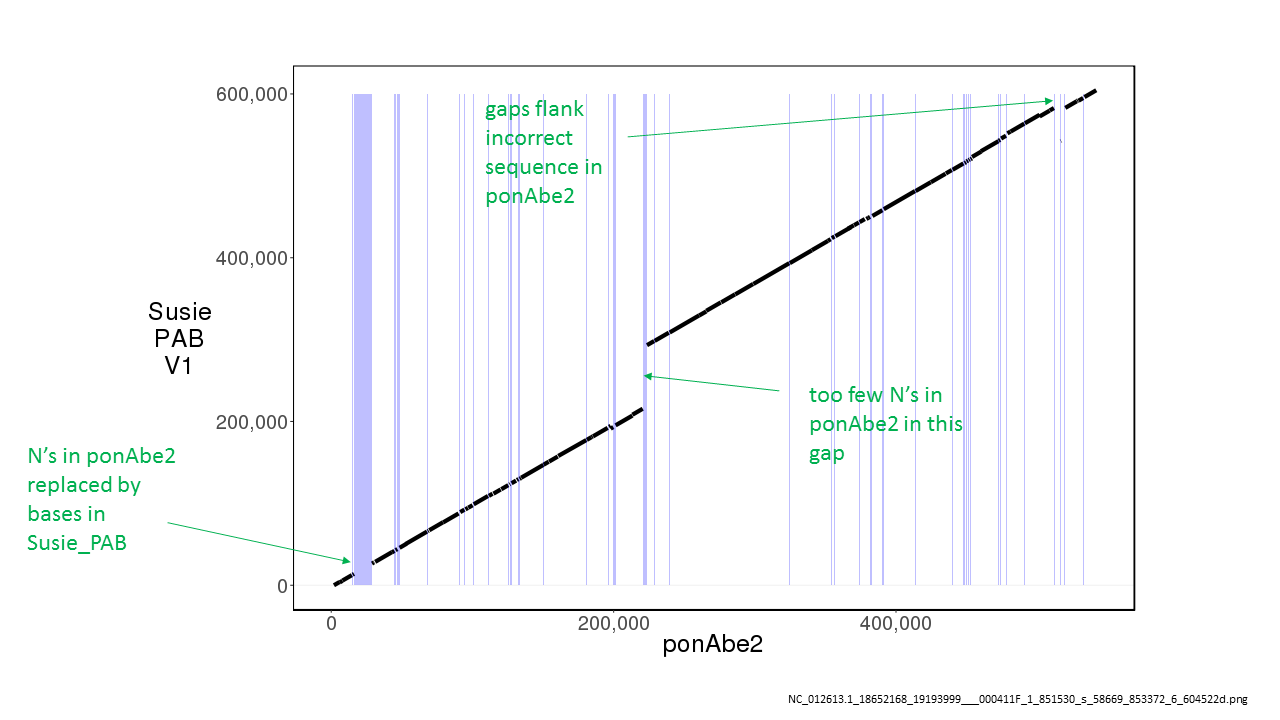 600,000
400,000
200,000
0
Susie
PAB
V1
gaps flank
incorrect
sequence in
ponAbe2
too few N’s in
ponAbe2 in this
gap
N’s in ponAbe2
replaced by
bases in
Susie_PAB
0
200,000
400,000
ponAbe2
NC_012613.1_18652168_19193999___000411F_1_851530_s_58669_853372_6_604522d.png